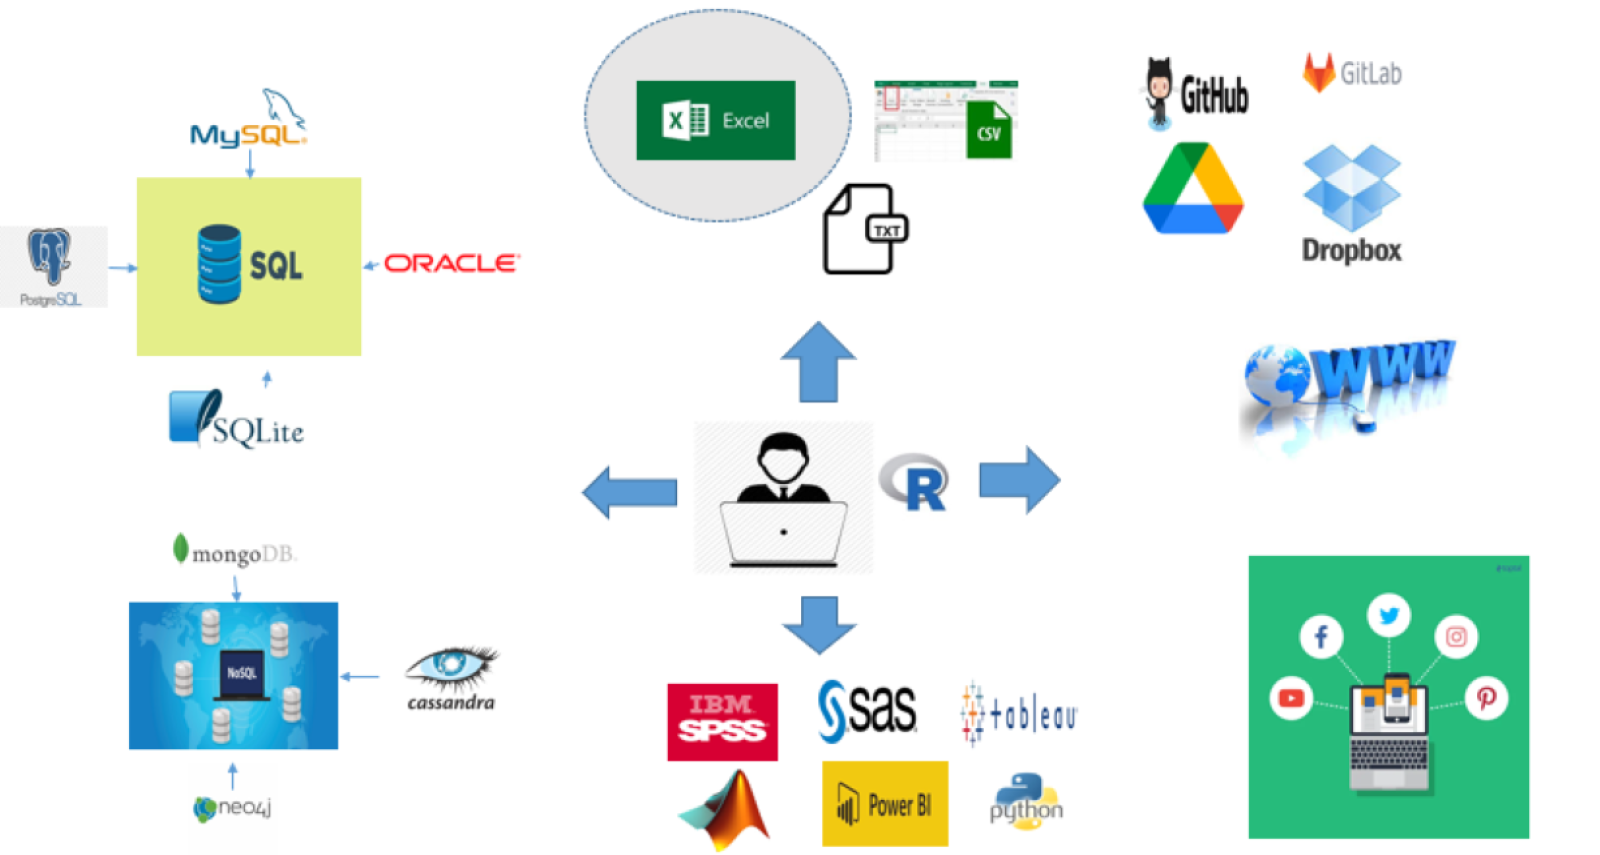 MySQL
PostgreSQL
SQL
ORACLE
SQLite
mongoDB.
NoSQL
cassandra
neo4j
Excel
CSV
TXT
R
IBM
SPSS
sas
tableau
Power BI
python
GitHub
GitLab
Dropbox
WWWW